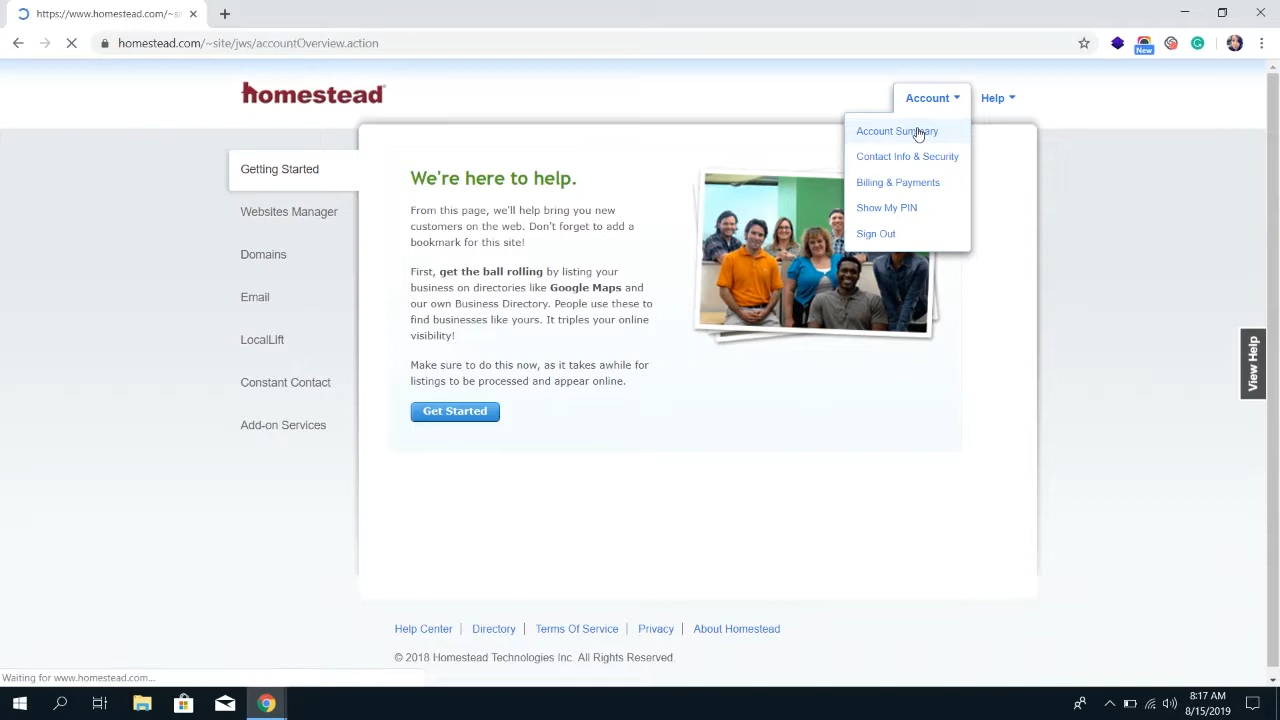 https://www.homestead.com/~si
homestead.com/~site/jws/accountOverview.action
New
homestead
Account
Help
Account Summary
Contact Info & Security
Billing & Payments
Show My PIN
Sign Out
Getting Started
Websites Manager
Domains
Email
LocalLift
Constant Contact
Add-on Services
We're here to help.
From this page, we'll help bring you new
customers on the web. Don't forget to add a
bookmark for this site!
First, get the ball rolling by listing your
business on directories like Google Maps and
our own Business Directory. People use these to
find businesses like yours. It triples your online
visibility!
Make sure to do this now, as it takes awhile for
listings to be processed and appear online.
Get Started
View Help
Help Center | Directory | Terms Of Service | Privacy | About Homestead
© 2018 Homestead Technologies Inc. All Rights Reserved.
Waiting for www.homestead.com...
8:17 AM
8/15/2019